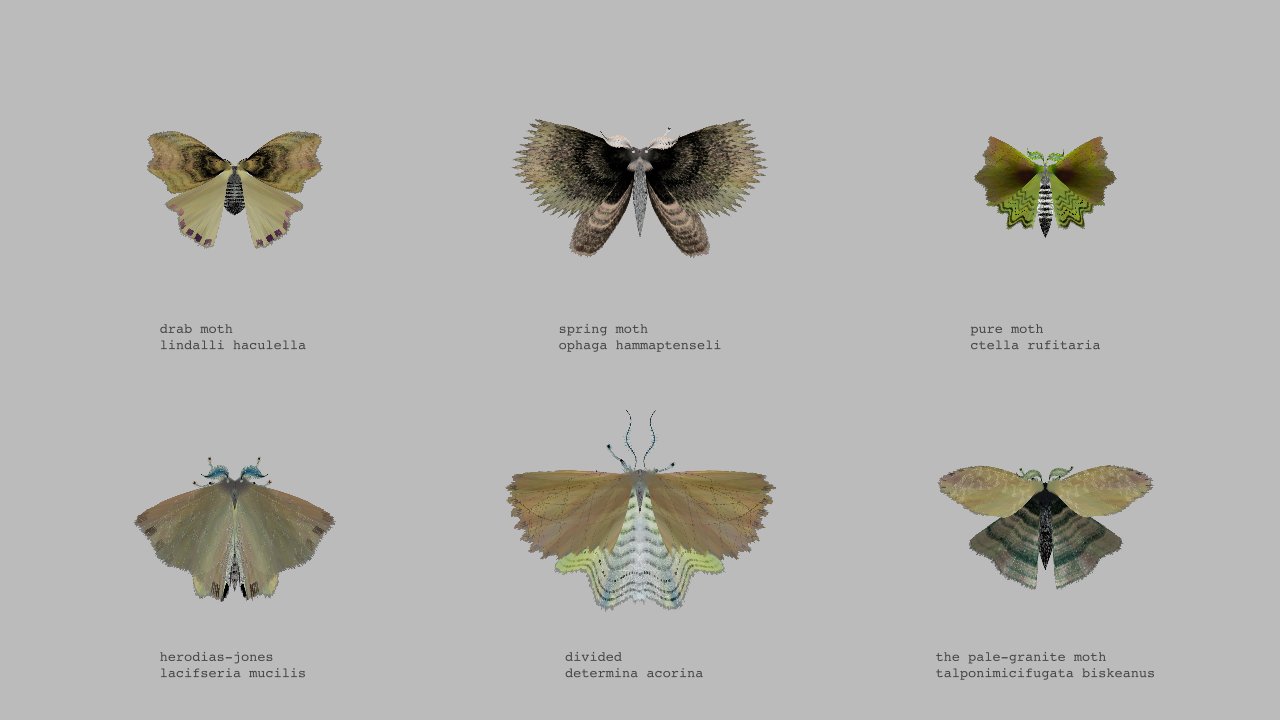 drab moth
lindalli haculella
spring moth
ophaga hammaptenseli
pure moth
ctella rufitaria
herodias-jones
lacifseria mucilis
divided
determina acorina
the pale-granite moth
talponimicifugata biskeanus